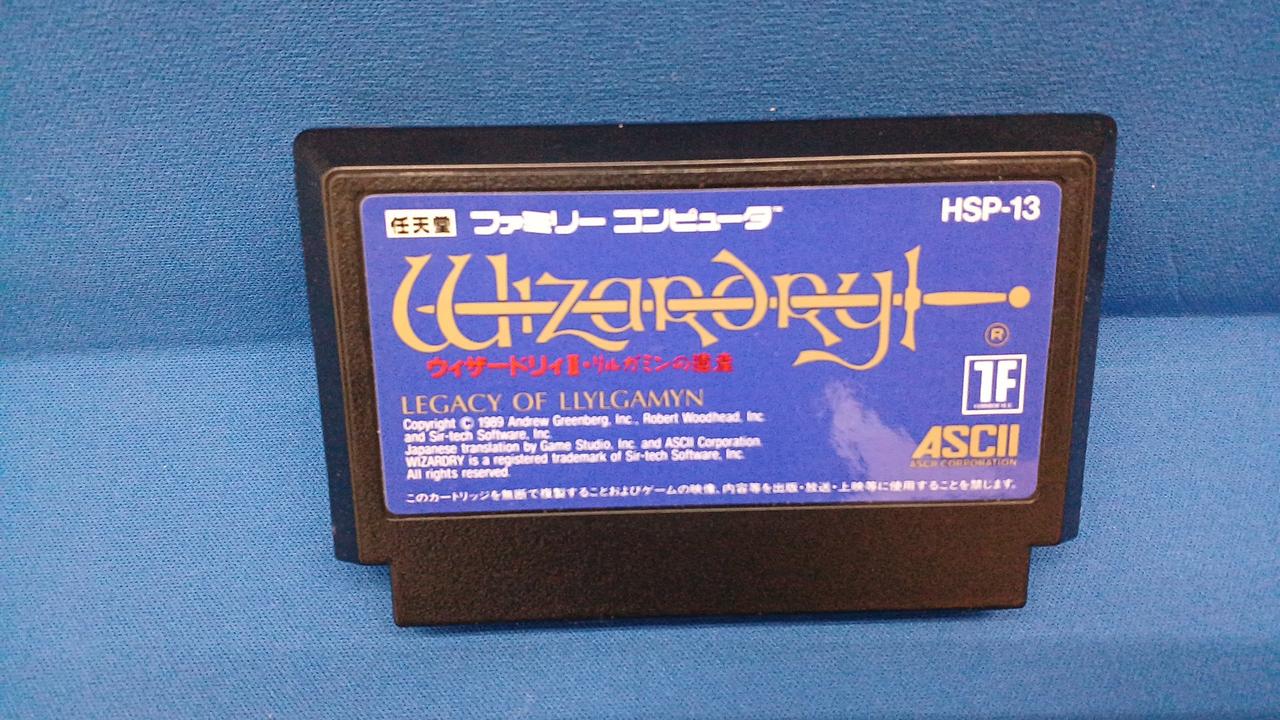 任天堂 ファミリーコンピュータ™ HSP-13
Wizardry®
ウィザードリィⅡ・リルガミンの遺産
LEGACY OF LLYLGAMYN
Copyright © 1989 Andrew Greenberg, Inc., Robert Woodhead, Inc.
and Sir-tech Software, Inc.
Japanese translation by Game Studio, Inc. and ASCII Corporation.
WIZARDRY is a registered trademark of Sir-tech Software, Inc.
All rights reserved.
TF
ASCII
ASCII CORPORATION
このカートリッジを無断で複製することおよびゲームの映像、内容等を出版・放送・上映等に使用することを禁じます。